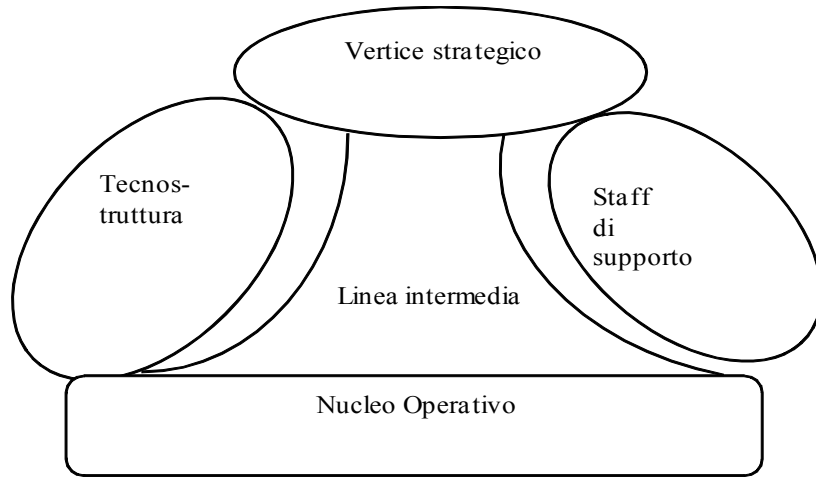 Vertice strategico
Tecnos-
truttura
Staff
di
supporto
Linea intermedia
Nucleo Operativo